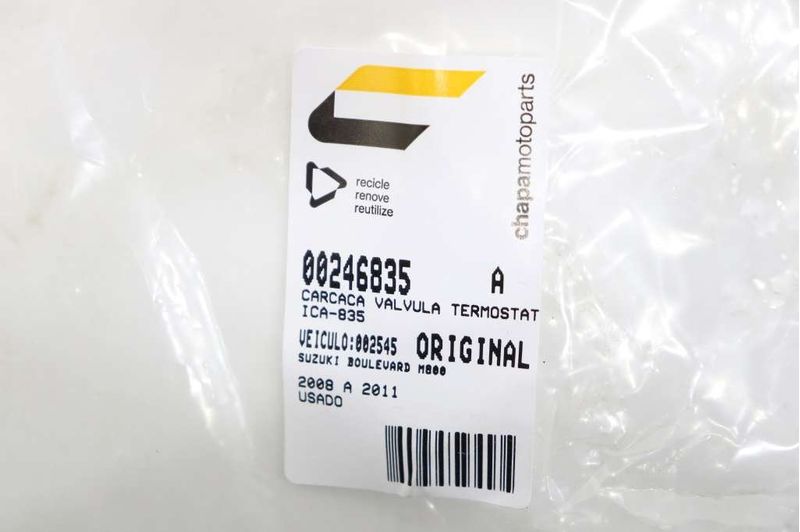 chapamotoparts
recicle
renove
reutilize
00246835 A
CARCACA VALVULA TERMOSTAT
ICA-835
VEICULO:002545 ORIGINAL
SUZUKI BOULEVARD M800
2008 A 2011
USADO